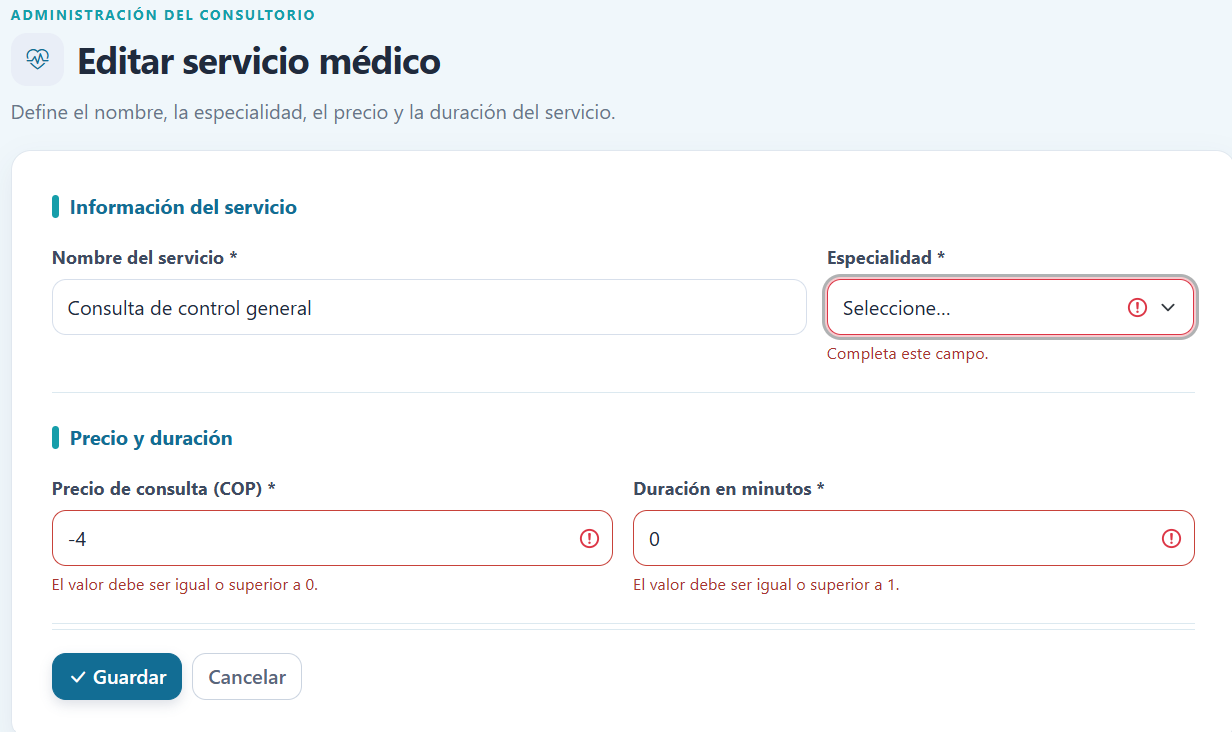 ADMINISTRACIÓN DEL CONSULTORIO
Editar servicio médico
Define el nombre, la especialidad, el precio y la duración del servicio.
Información del servicio
Nombre del servicio *
Especialidad *
Consulta de control general
Seleccione...
Completa este campo.
Precio y duración
Precio de consulta (COP) *
Duración en minutos *
-4
0
El valor debe ser igual o superior a 0.
El valor debe ser igual o superior a 1.
Guardar
Cancelar